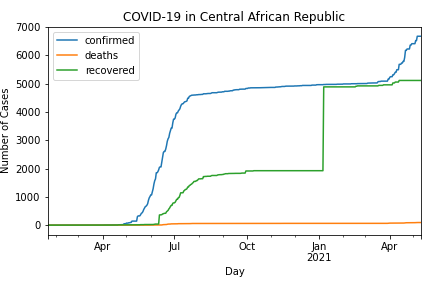 COVID-19 in Central African Republic
7000
6000
5000
4000
3000
2000
1000
0
Number of Cases
confirmed
deaths
recovered
Apr
Jul
Oct
Jan
2021
Apr
Day